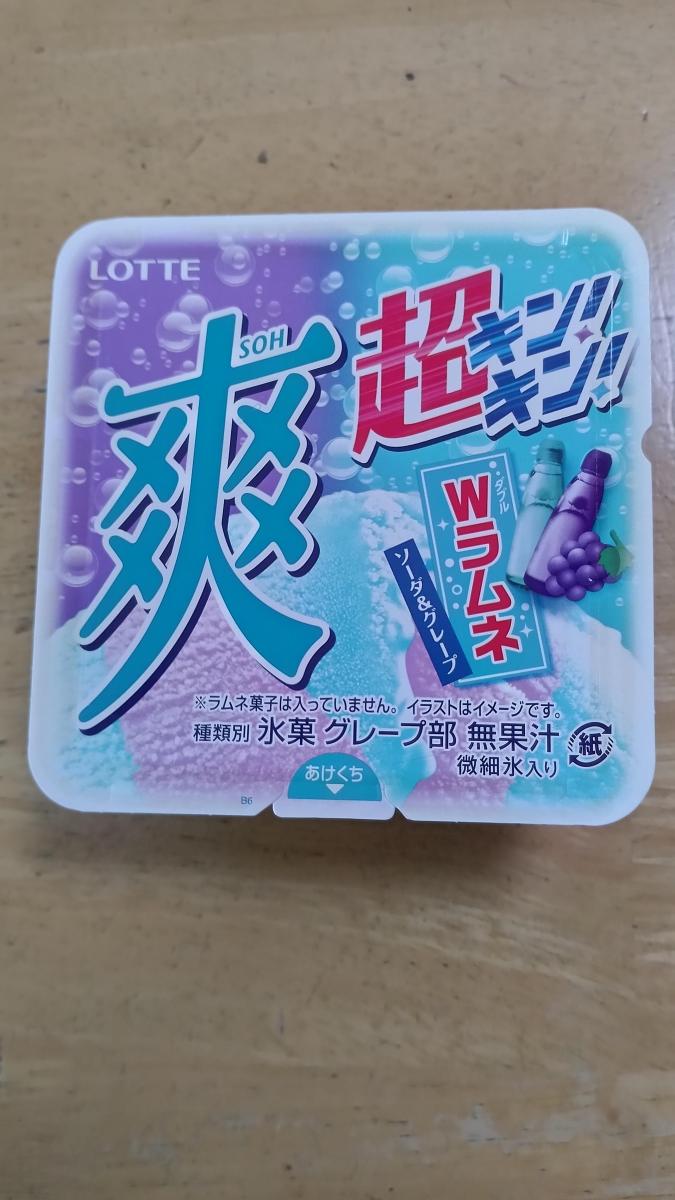 LOTTE
爽
SOH
超
キンッ!!
キンッ!!
ダブル
Wラムネ
ソーダ&グレープ
※ラムネ菓子は入っていません。イラストはイメージです。
種類別 氷菓 グレープ部 無果汁
微細氷入り
紙
あけくち
B6